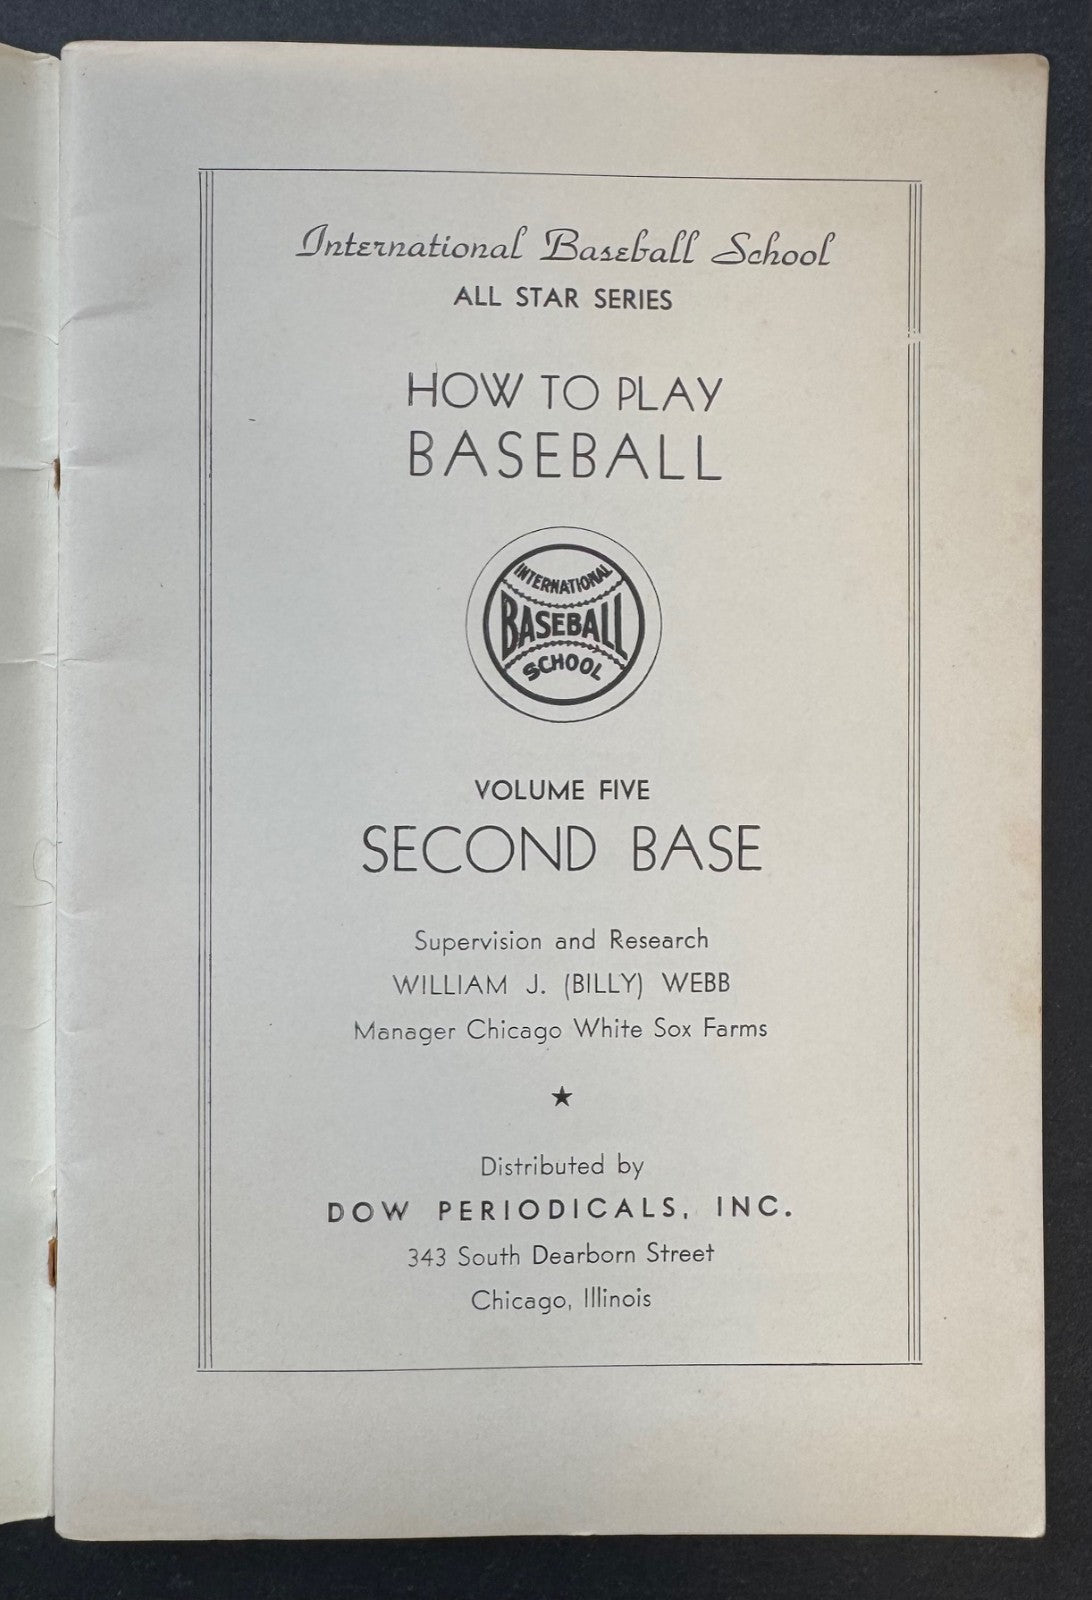 International Baseball School
ALL STAR SERIES
HOW TO PLAY
BASEBALL
INTERNATIONAL
BASEBALL
SCHOOL
VOLUME FIVE
SECOND BASE
Supervision and Research
WILLIAM J. (BILLY) WEBB
Manager Chicago White Sox Farms
Distributed by
DOW PERIODICALS, INC.
343 South Dearborn Street
Chicago, Illinois